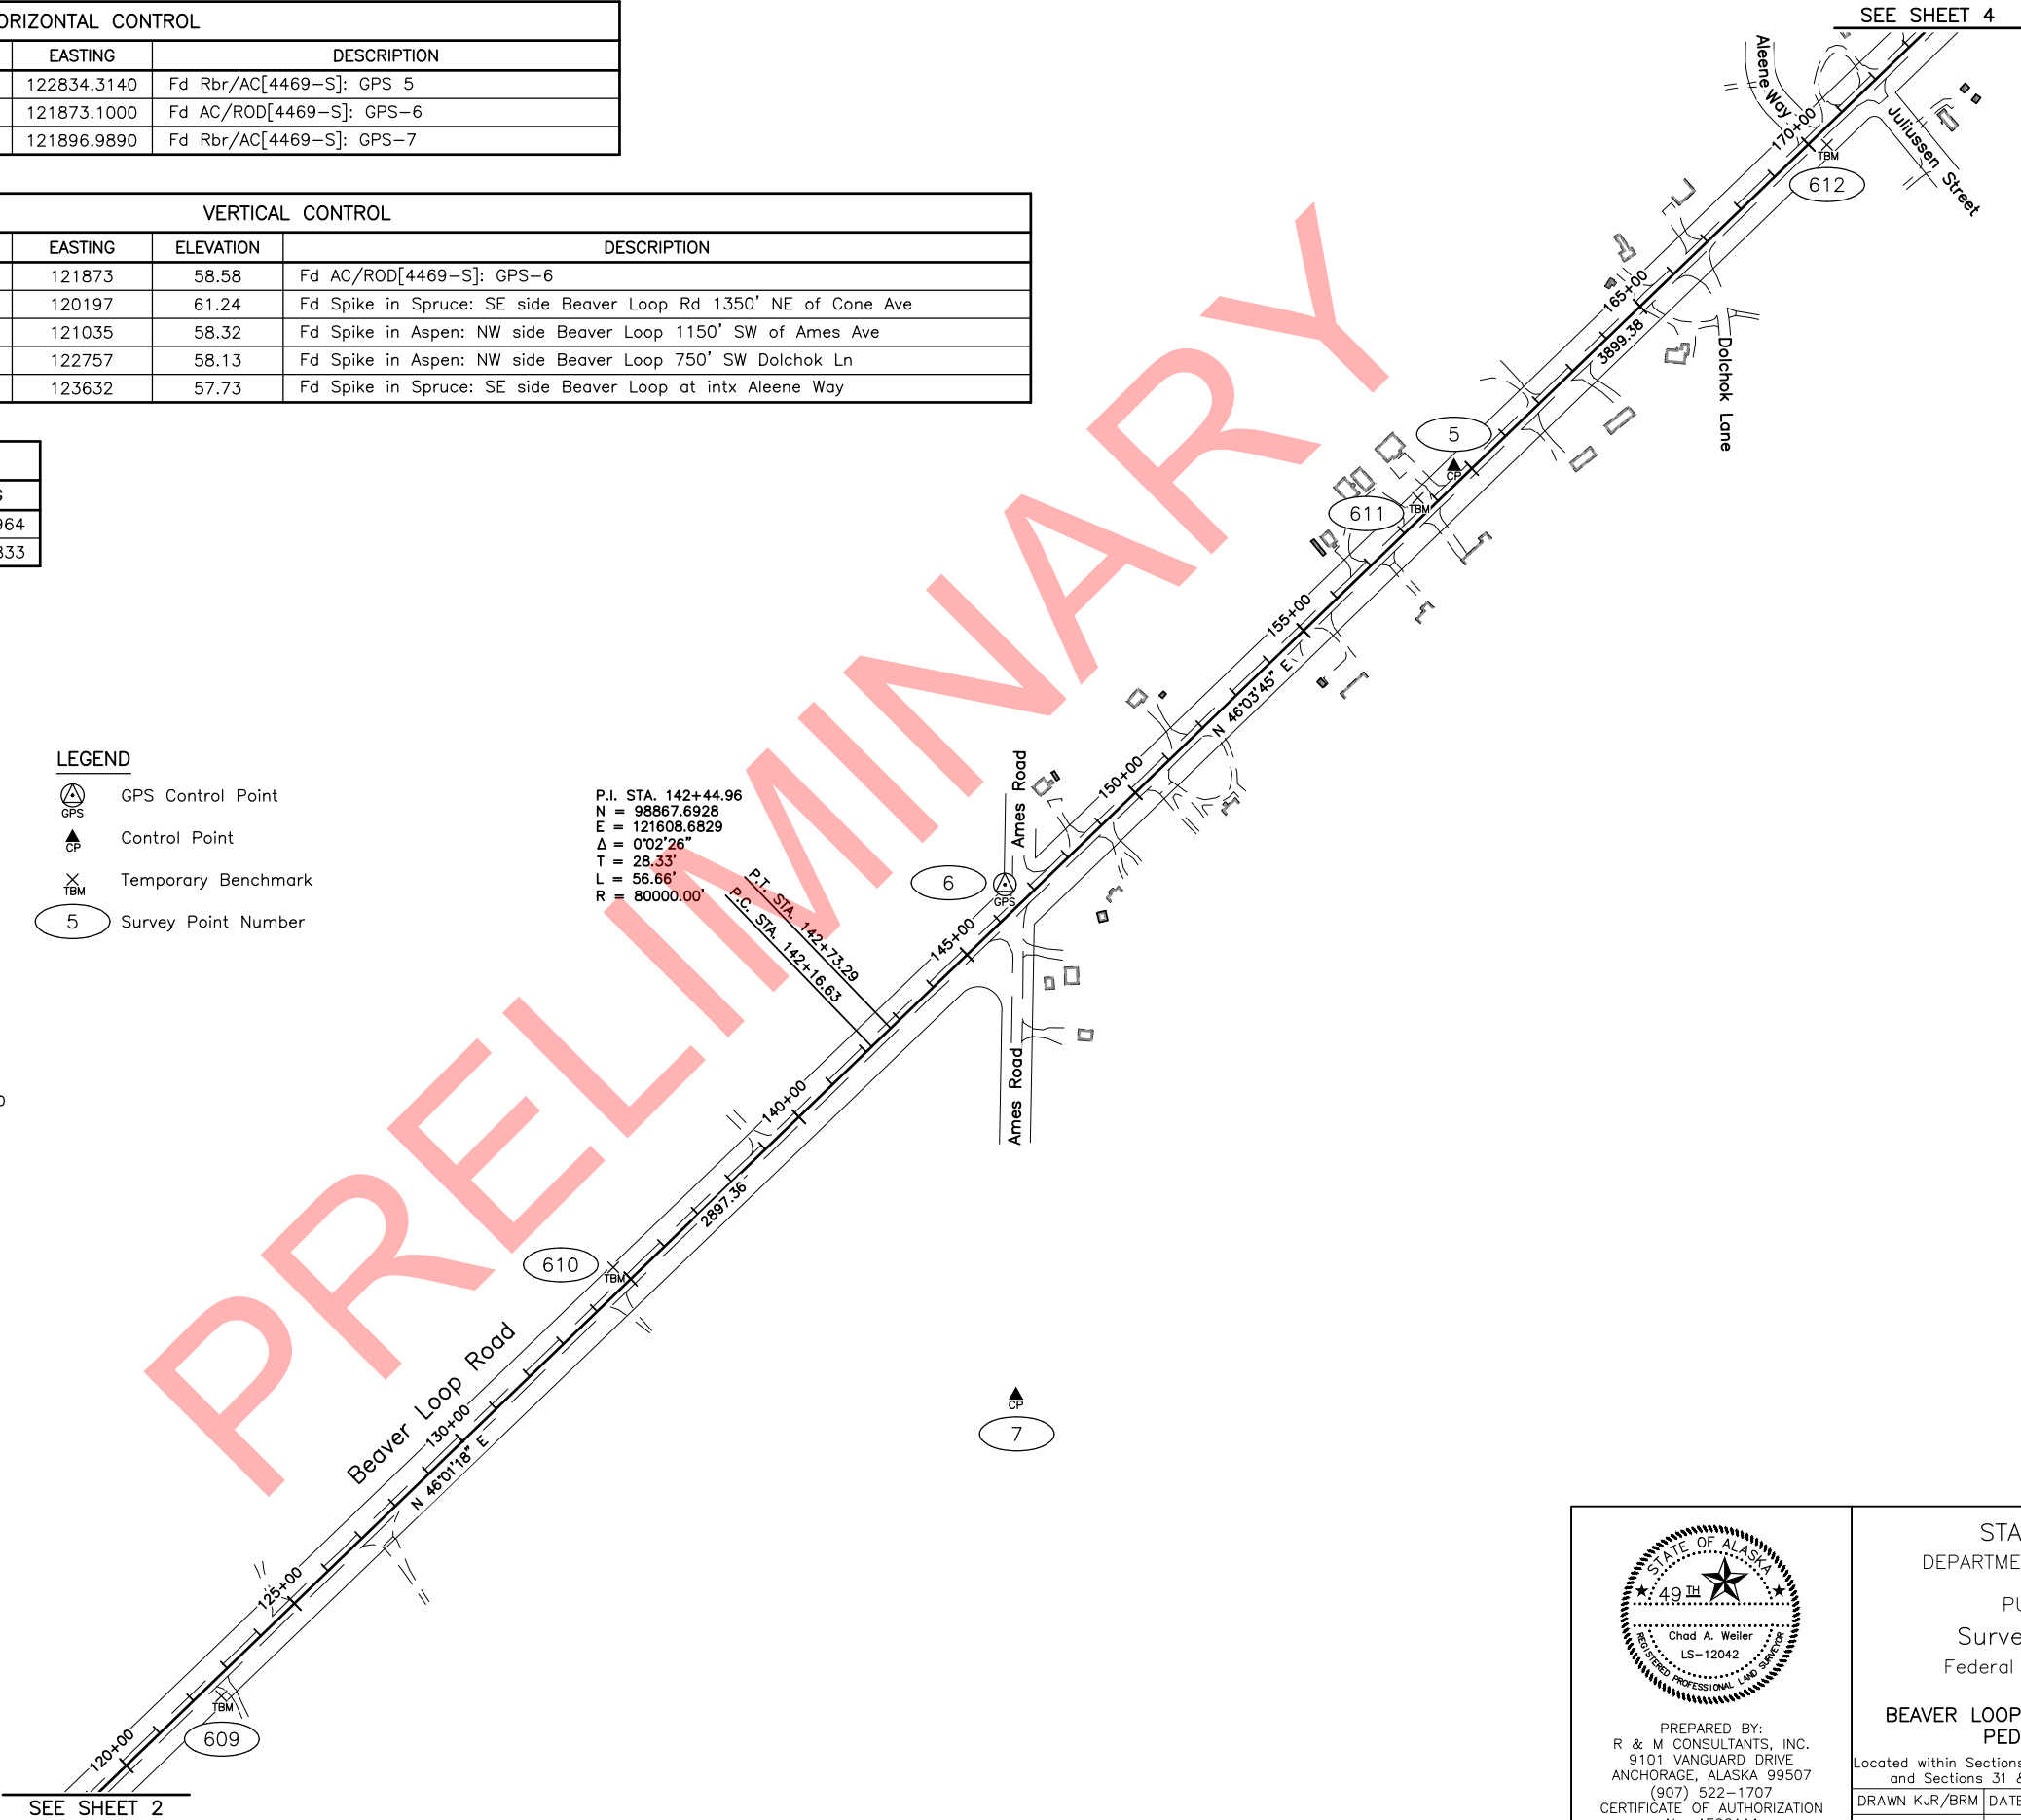 SEE SHEET 4
HORIZONTAL CONTROL
EASTING DESCRIPTION
122834.3140 Fd Rbr/AC[4469-S]: GPS 5
121873.1000 Fd AC/ROD[4469-S]: GPS-6
121896.9890 Fd Rbr/AC[4469-S]: GPS-7
VERTICAL CONTROL
EASTING ELEVATION DESCRIPTION
121873 58.58 Fd AC/ROD[4469-S]: GPS-6
120197 61.24 Fd Spike in Spruce: SE side Beaver Loop Rd 1350' NE of Cone Ave
121035 58.32 Fd Spike in Aspen: NW side Beaver Loop 1150' SW of Ames Ave
122757 58.13 Fd Spike in Aspen: NW side Beaver Loop 750' SW Dolchok Ln
123632 57.73 Fd Spike in Spruce: SE side Beaver Loop at intx Aleene Way
964
833
Aleene Way
170+00
Juliussen Street
TBM
612
165+00
3899.38
Dolchok Lane
5
CP
611
TBM
155+00
N 46°03'45" E
150+00
Ames Road
LEGEND
GPS GPS Control Point
CP Control Point
TBM Temporary Benchmark
5 Survey Point Number
P.I. STA. 142+44.96
N = 98867.6928
E = 121608.6829
Δ = 0°02'26"
T = 28.33'
L = 56.66'
R = 80000.00'
P.T. STA. 142+73.29
P.C. STA. 142+16.63
6
GPS
145+00
Ames Road
140+00
2897.36
610
TBM
Beaver Loop Road
130+00
N 46°01'18" E
CP
7
125+00
TBM
609
120+00
SEE SHEET 2
PRELIMINARY
STATE OF ALASKA
49TH
Chad A. Weiler
LS-12042
REGISTERED PROFESSIONAL LAND SURVEYOR
PREPARED BY:
R & M CONSULTANTS, INC.
9101 VANGUARD DRIVE
ANCHORAGE, ALASKA 99507
(907) 522-1707
CERTIFICATE OF AUTHORIZATION
STA
DEPARTME
PU
Surve
Federal
BEAVER LOOP
PED
Located within Sections
and Sections 31 &
DRAWN KJR/BRM DATE